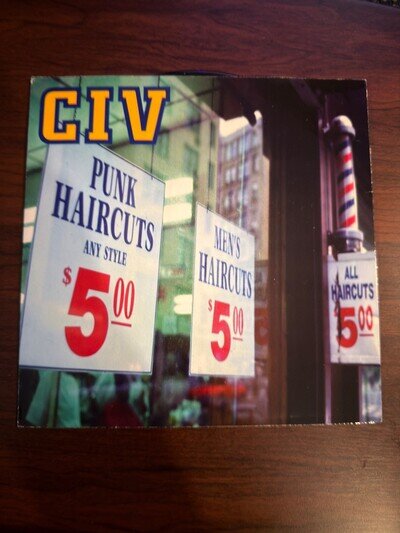 CIV
PUNK
HAIRCUTS
ANY STYLE
$5 00
MEN'S
HAIRCUTS
$5 00
ALL
HAIRCUTS
$5 00